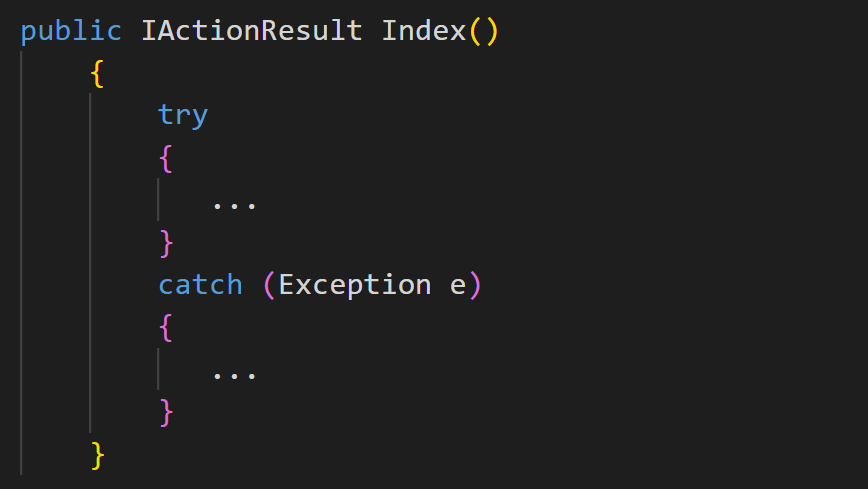 public IActionResult Index()
{
try
{
...
}
catch (Exception e)
{
...
}
}